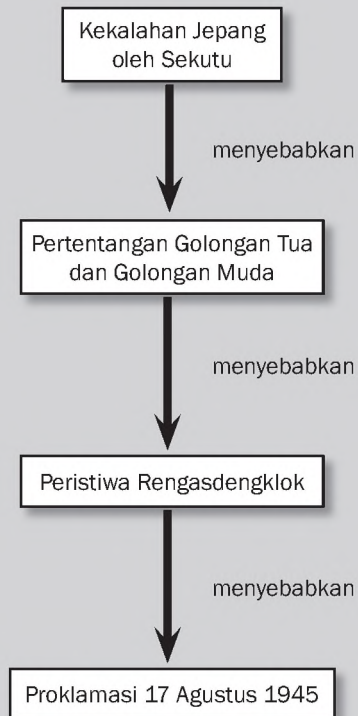 Kekalahan Jepang
oleh Sekutu
menyebabkan
Pertentangan Golongan Tua
dan Golongan Muda
menyebabkan
Peristiwa Rengasdengklok
menyebabkan
Proklamasi 17 Agustus 1945